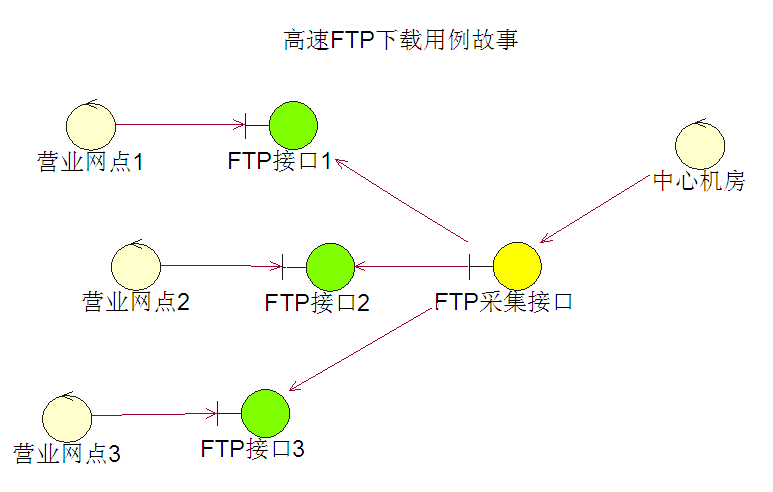 高速FTP下载用例故事
营业网点1
FTP接口1
中心机房
营业网点2
FTP接口2
FTP采集接口
营业网点3
FTP接口3